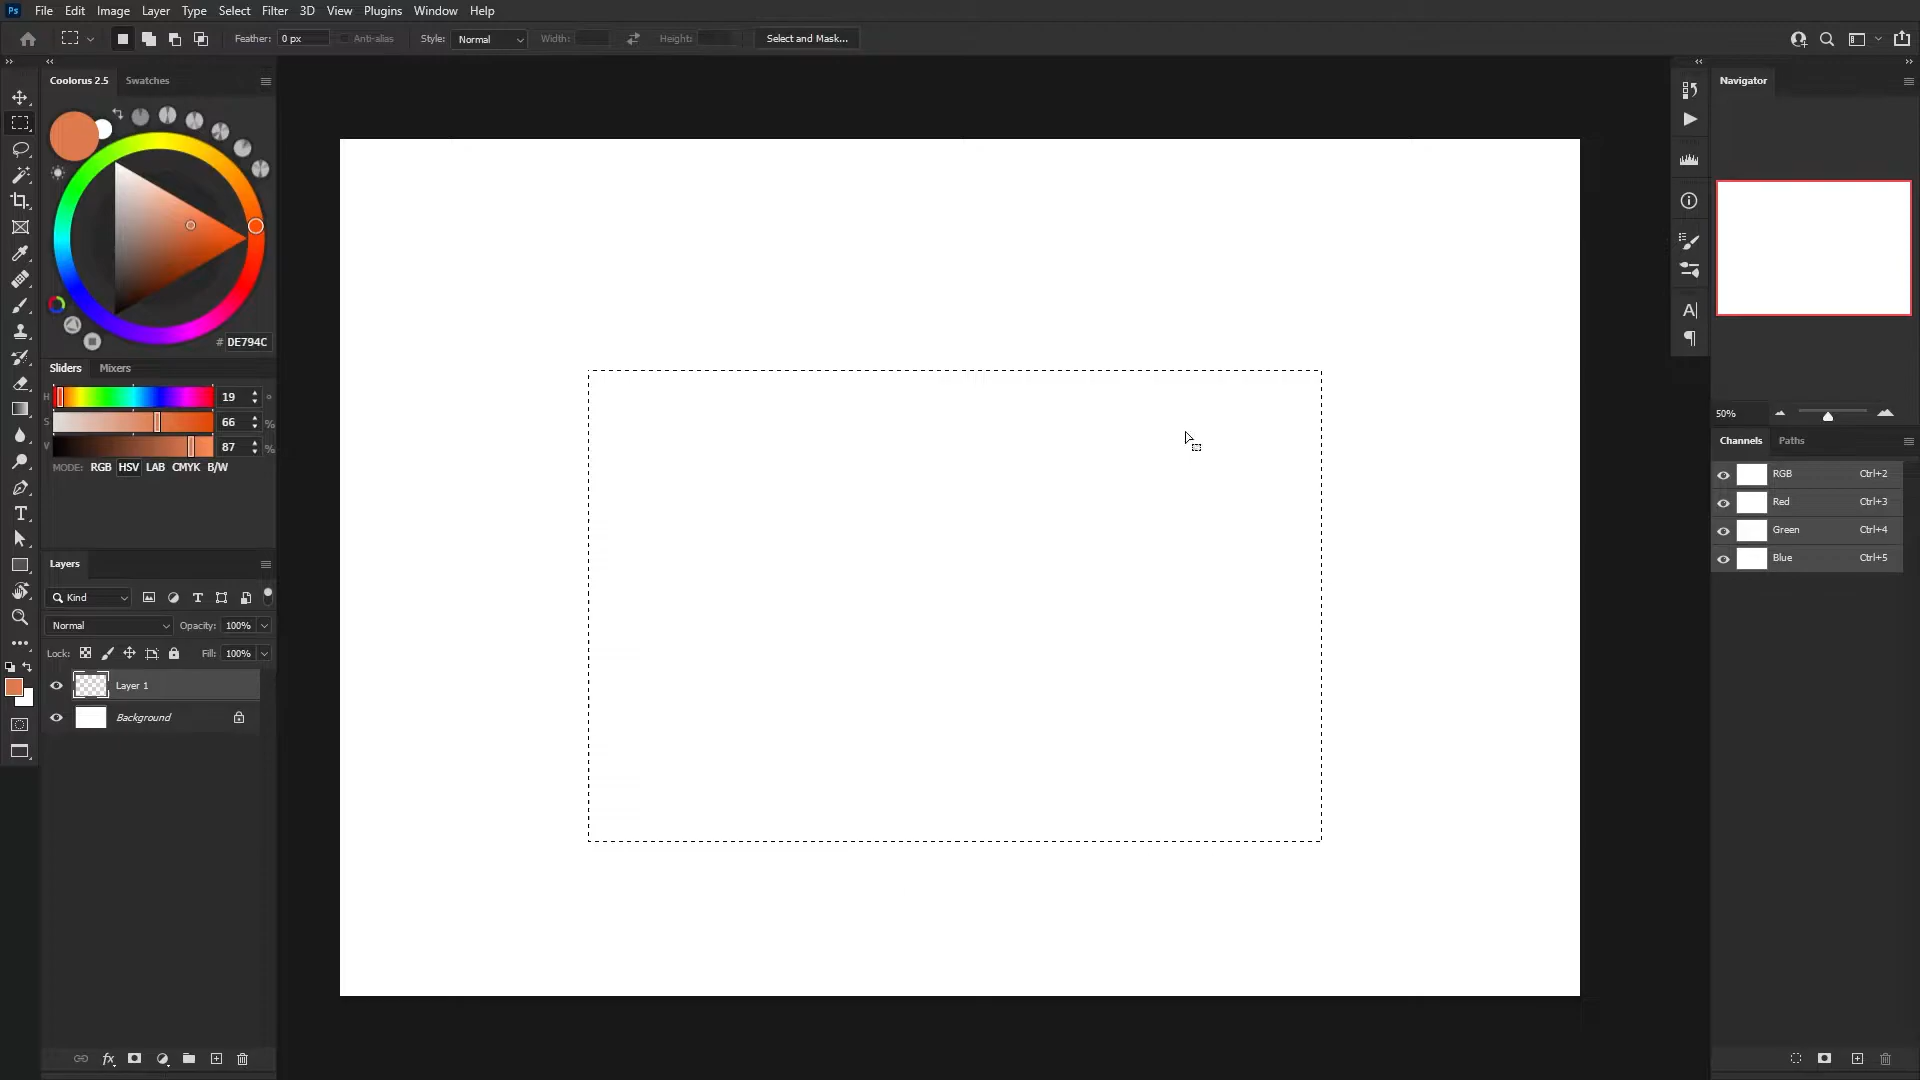 Ps File Edit Image Layer Type Select Filter 3D View Plugins Window Help
Feather: 0 px Anti-alias Style: Normal Width: Height: Select and Mask...
Coolorus 2.5 Swatches
# DE794C
Sliders Mixers
H 19 °
S 66 %
V 87 %
MODE: RGB HSV LAB CMYK B/W
Layers
Kind
Normal Opacity: 100%
Lock: Fill: 100%
Layer 1
Background
Navigator
50%
Channels Paths
RGB Ctrl+2
Red Ctrl+3
Green Ctrl+4
Blue Ctrl+5